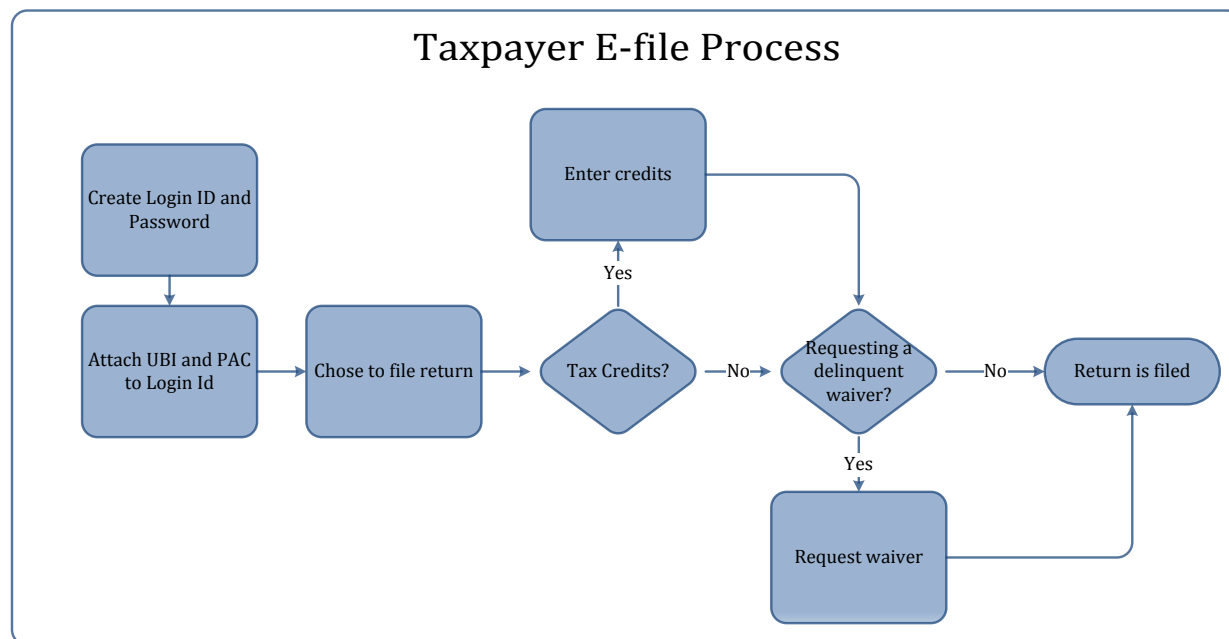 Taxpayer E-file Process
Create Login ID and
Password
Attach UBI and PAC
to Login Id
Chose to file return
Enter credits
Yes
Tax Credits?
No
Requesting a
delinquent
waiver?
No
Return is filed
Yes
Request waiver